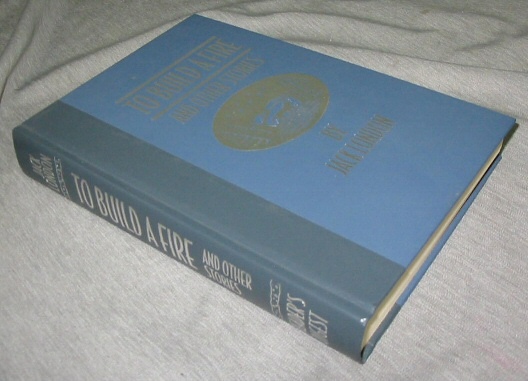 TO BUILD A FIRE
AND OTHER STORIES
BY
JACK LONDON
JACK
LONDON
TO BUILD A FIRE
AND OTHER
STORIES
READER'S
DIGEST